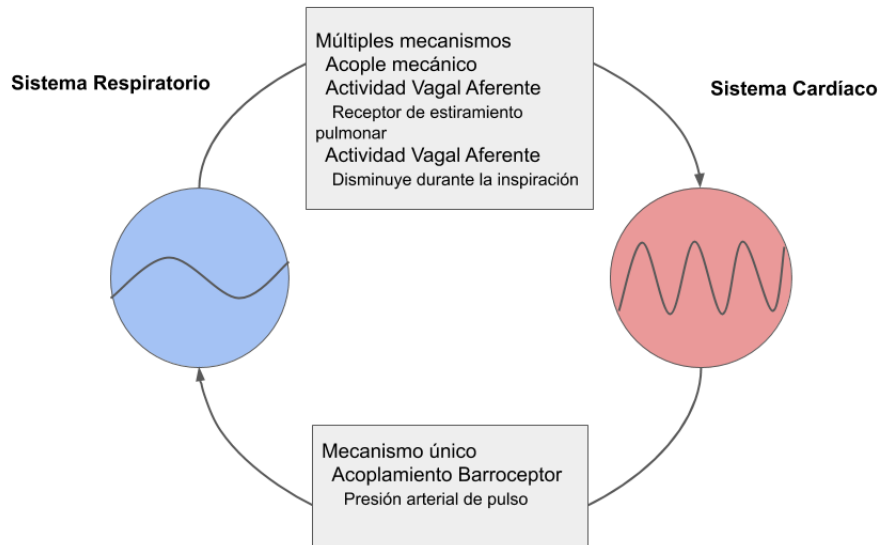 Sistema Respiratorio
Múltiples mecanismos
Acople mecánico
Actividad Vagal Aferente
Receptor de estiramiento
pulmonar
Actividad Vagal Aferente
Disminuye durante la inspiración
Sistema Cardíaco
Mecanismo único
Acoplamiento Barroceptor
Presión arterial de pulso